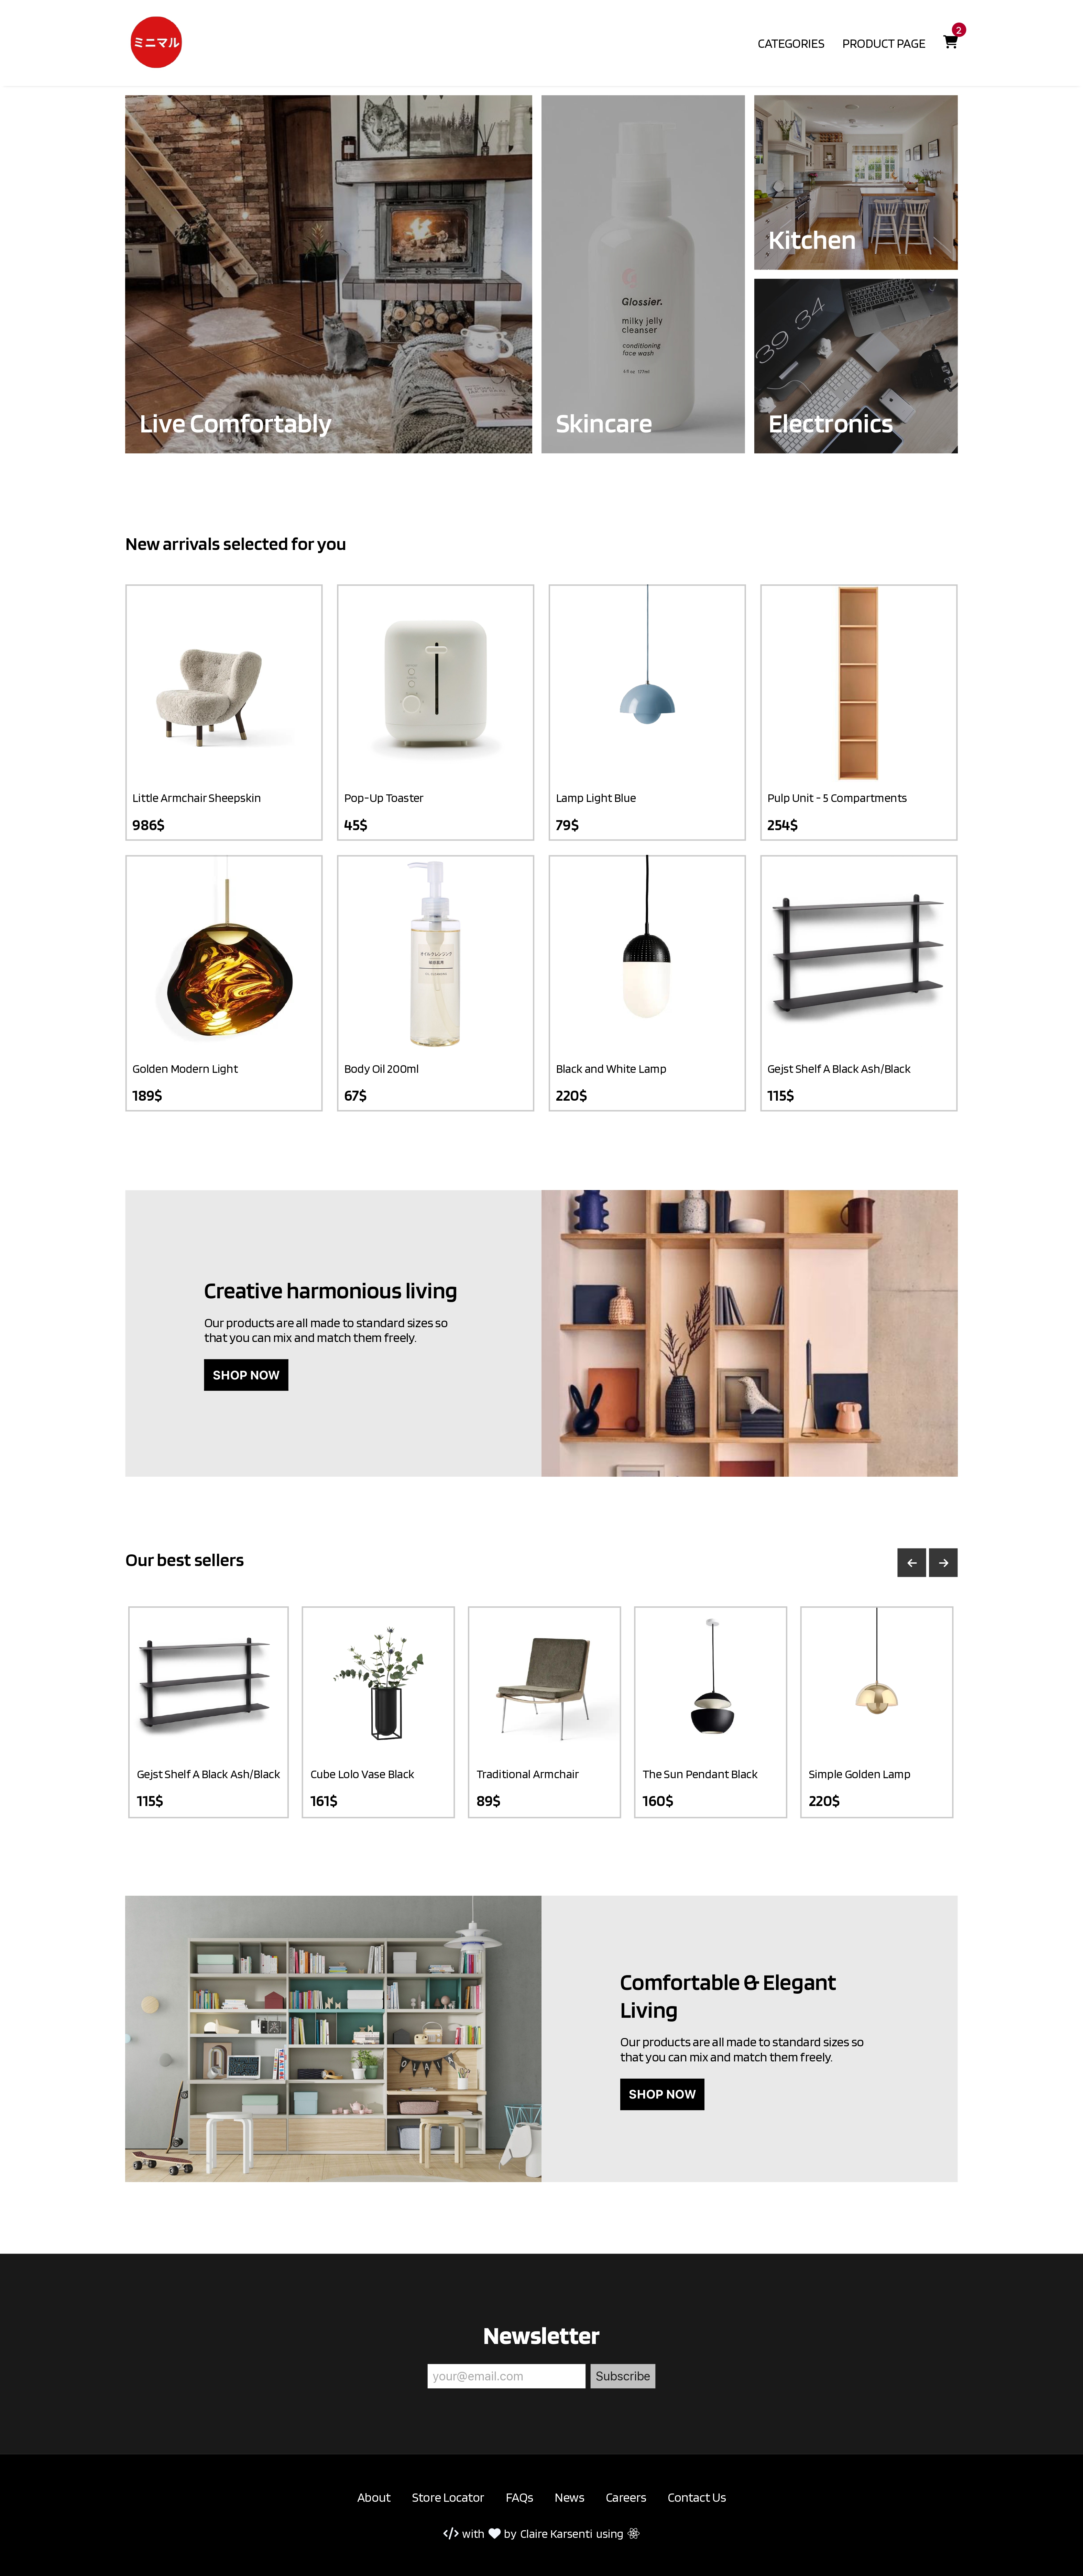 ミニマル
CATEGORIES
PRODUCT PAGE
2
Glossier.
milky jelly
cleanser
conditioning
face wash
39 34
Kitchen
Live Comfortably
Skincare
Electronics
New arrivals selected for you
Little Armchair Sheepskin
986$
Pop-Up Toaster
45$
Lamp Light Blue
79$
Pulp Unit - 5 Compartments
254$
Golden Modern Light
189$
Body Oil 200ml
67$
Black and White Lamp
220$
Gejst Shelf A Black Ash/Black
115$
Creative harmonious living
Our products are all made to standard sizes so
that you can mix and match them freely.
SHOP NOW
Our best sellers
Gejst Shelf A Black Ash/Black
115$
Cube Lolo Vase Black
161$
Traditional Armchair
89$
The Sun Pendant Black
160$
Simple Golden Lamp
220$
Comfortable & Elegant
Living
Our products are all made to standard sizes so
that you can mix and match them freely.
SHOP NOW
Newsletter
your@email.com
Subscribe
About
Store Locator
FAQs
News
Careers
Contact Us
with
by Claire Karsenti using